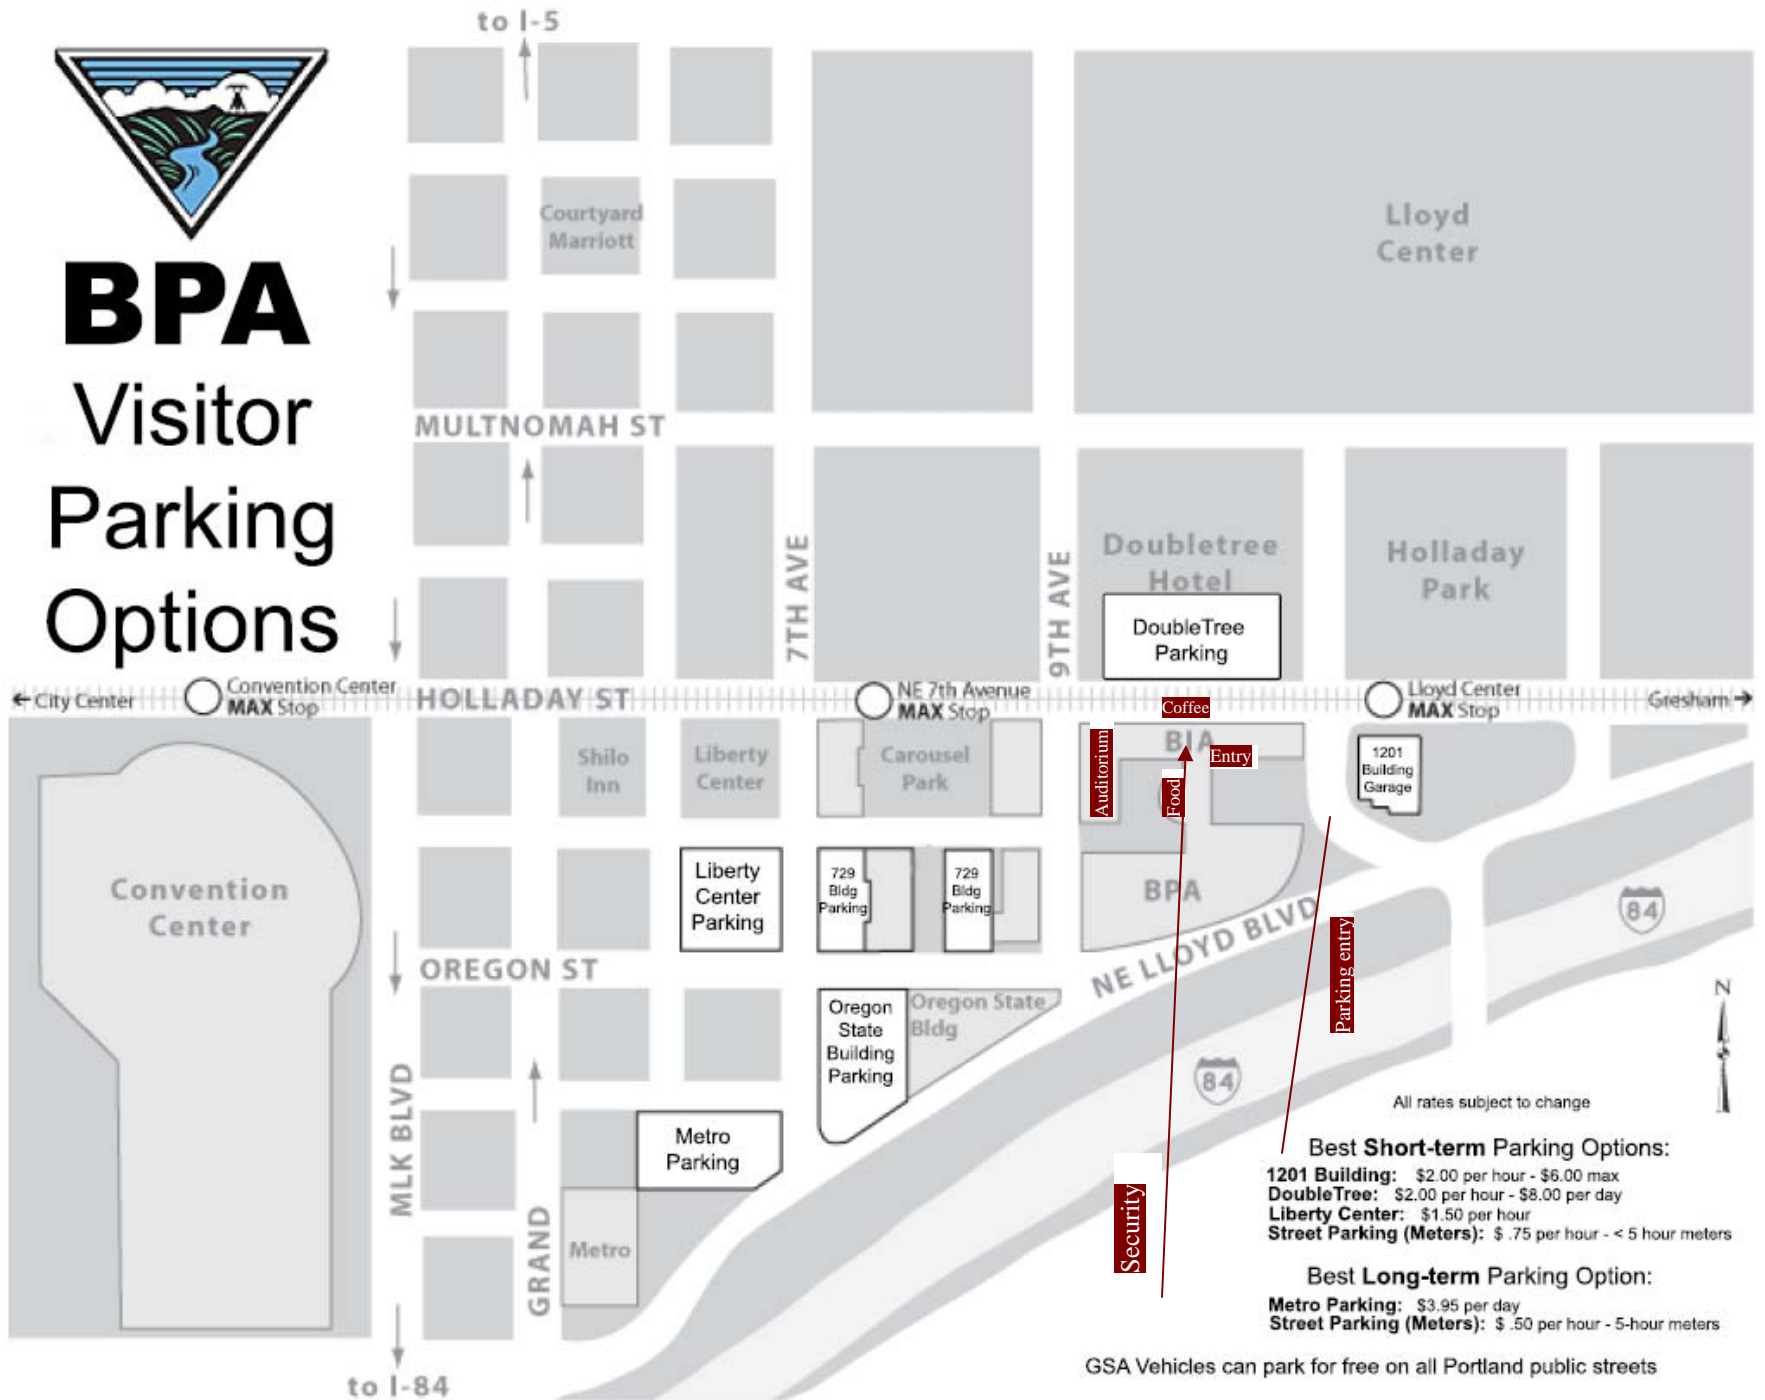 to I-5
BPA
Visitor
Parking
Options
Courtyard
Marriott
Lloyd
Center
MULTNOMAH ST
7TH AVE
9TH AVE
Doubletree
Hotel
DoubleTree
Parking
Holladay
Park
← City Center
Convention Center
MAX Stop
HOLLADAY ST
NE 7th Avenue
MAX Stop
Lloyd Center
MAX Stop
Gresham →
Coffee
Shilo
Inn
Liberty
Center
Carousel
Park
Auditorium
BIA
Entry
Food
1201
Building
Garage
Convention
Center
Liberty
Center
Parking
729
Bldg
Parking
729
Bldg
Parking
BPA
NE LLOYD BLVD
Parking entry
84
OREGON ST
Oregon
State
Building
Parking
Oregon State
Bldg
N
84
MLK BLVD
GRAND
Metro
Parking
Metro
Security
All rates subject to change
Best Short-term Parking Options:
1201 Building: $2.00 per hour - $6.00 max
DoubleTree: $2.00 per hour - $8.00 per day
Liberty Center: $1.50 per hour
Street Parking (Meters): $ .75 per hour - < 5 hour meters
Best Long-term Parking Option:
Metro Parking: $3.95 per day
Street Parking (Meters): $ .50 per hour - 5-hour meters
GSA Vehicles can park for free on all Portland public streets
to I-84